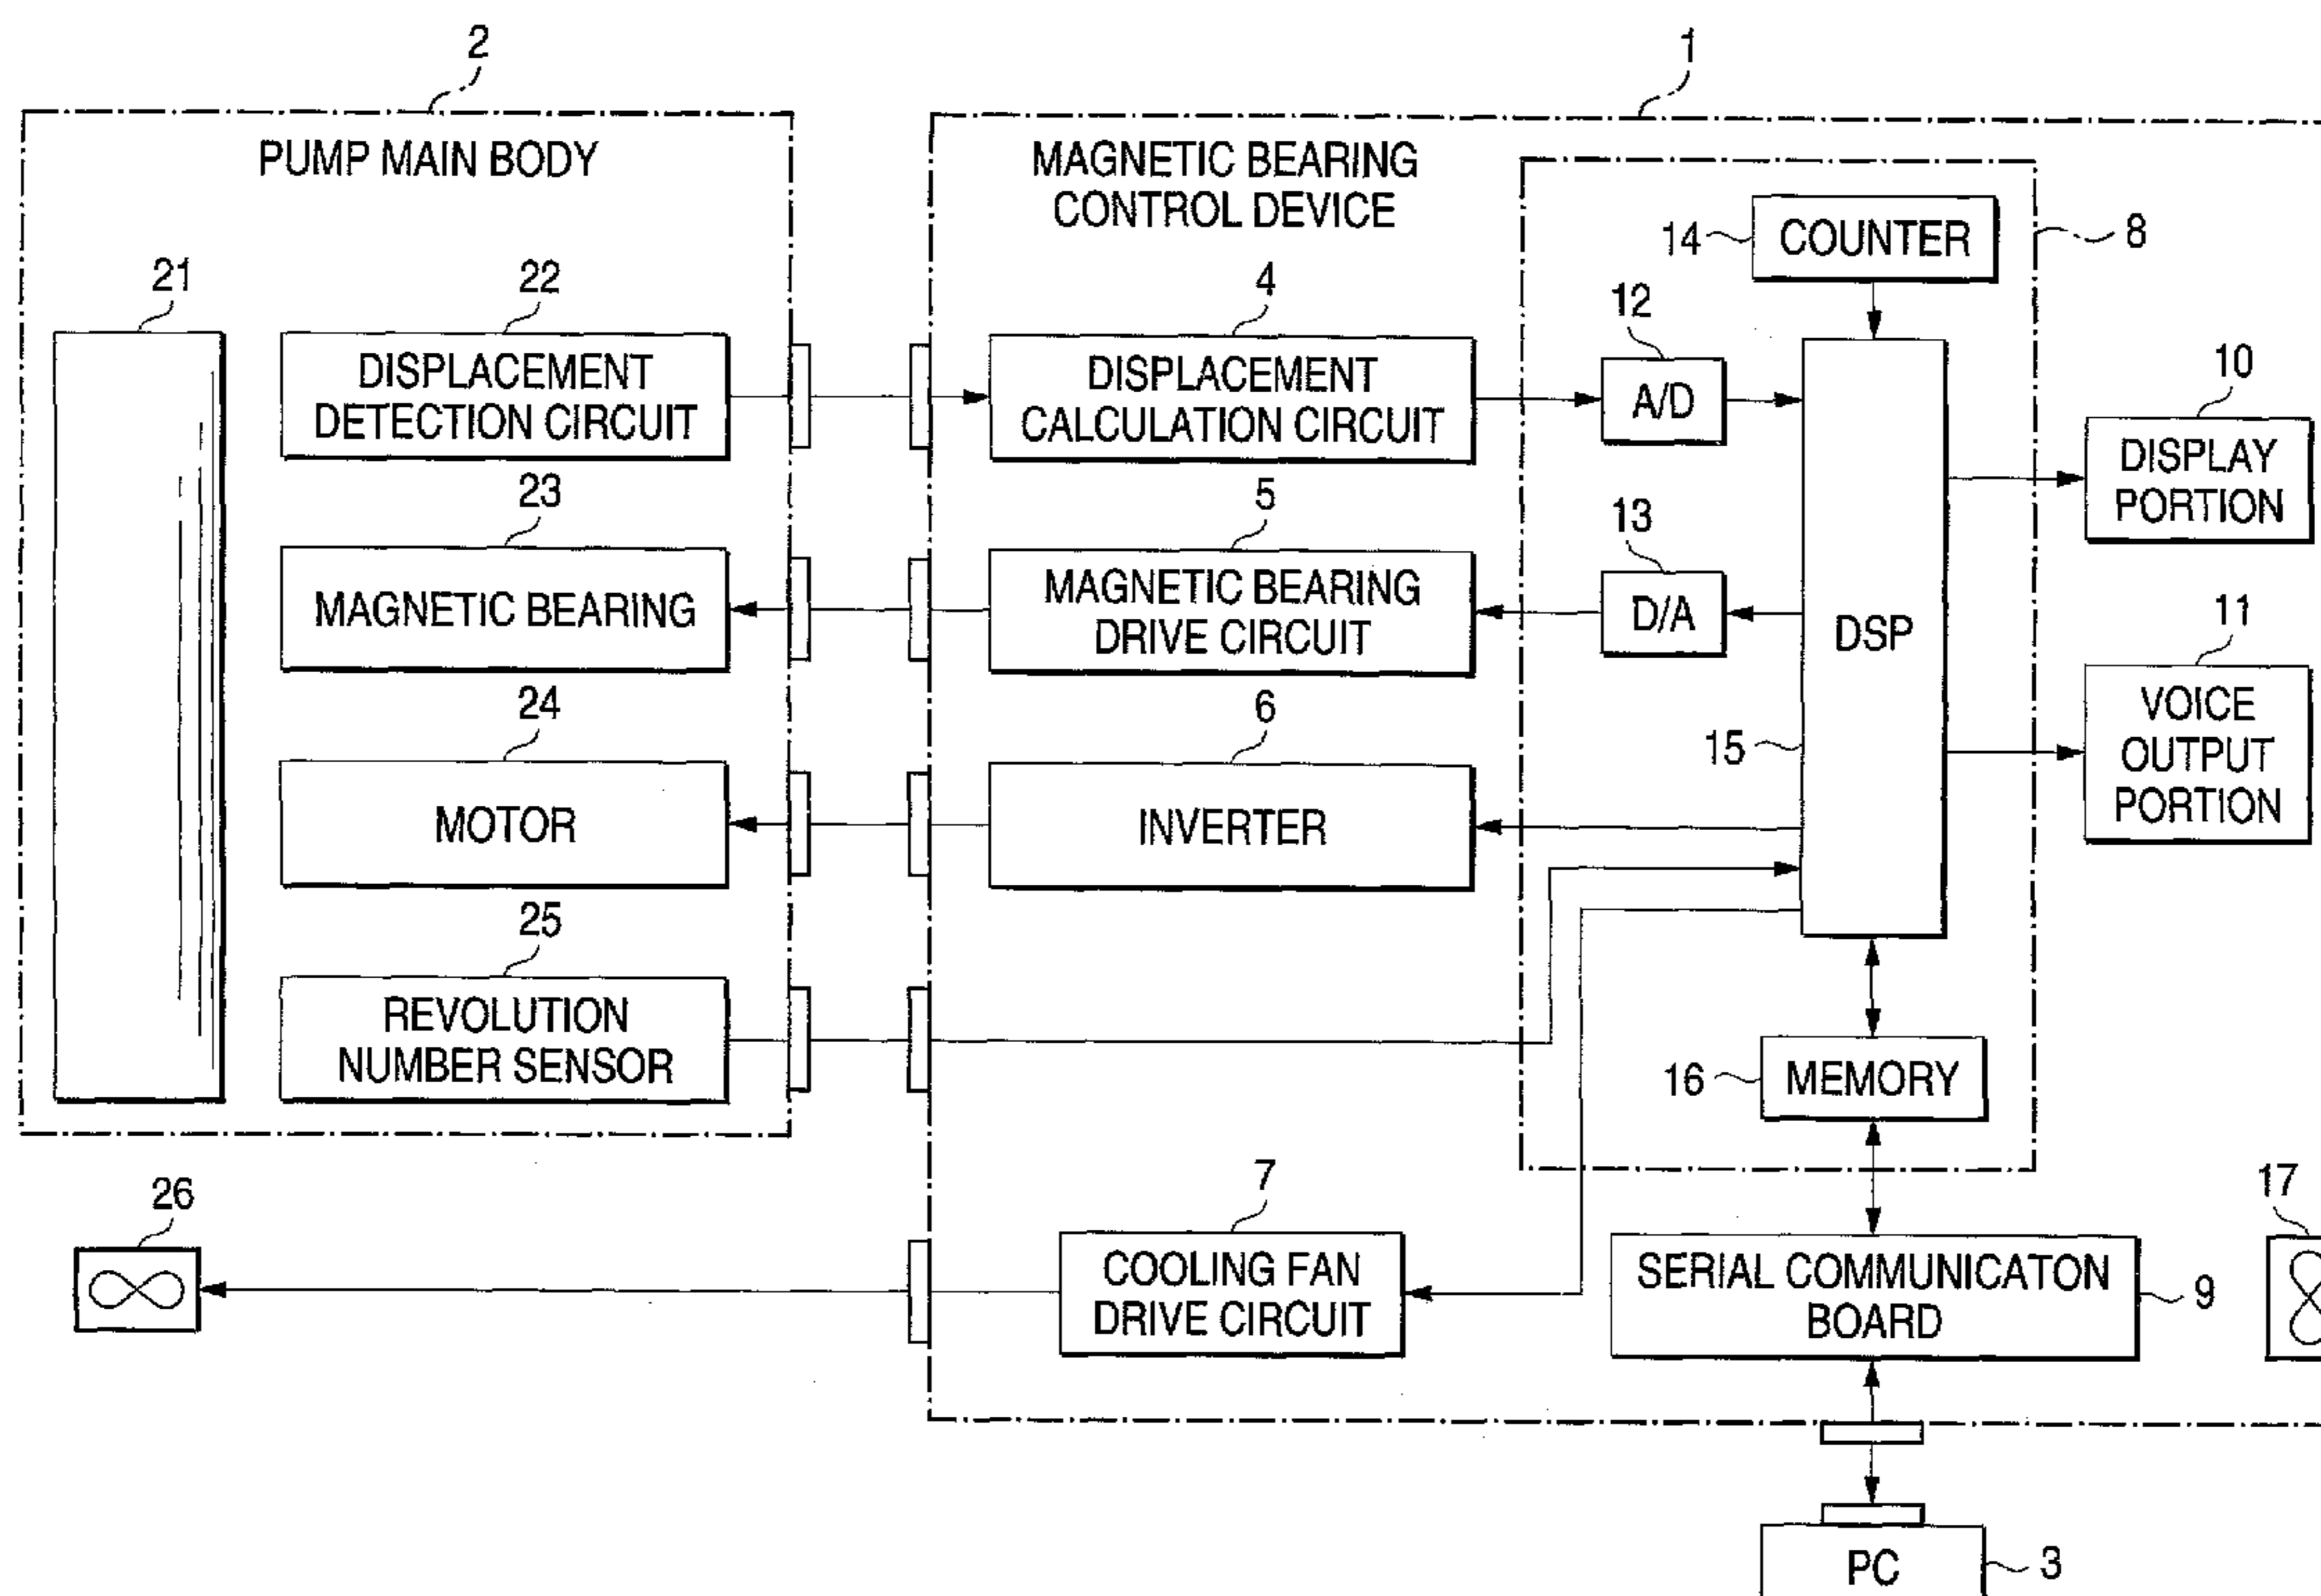 2
1
PUMP MAIN BODY
MAGNETIC BEARING
CONTROL DEVICE
14
COUNTER
8
21
22
4
12
DISPLACEMENT
DETECTION CIRCUIT
DISPLACEMENT
CALCULATION CIRCUIT
A/D
10
DISPLAY
PORTION
23
5
13
MAGNETIC BEARING
MAGNETIC BEARING
DRIVE CIRCUIT
D/A
DSP
11
VOICE
OUTPUT
PORTION
24
6
15
MOTOR
INVERTER
25
REVOLUTION
NUMBER SENSOR
16
MEMORY
26
7
17
COOLING FAN
DRIVE CIRCUIT
SERIAL COMMUNICATON
BOARD
9
PC
3